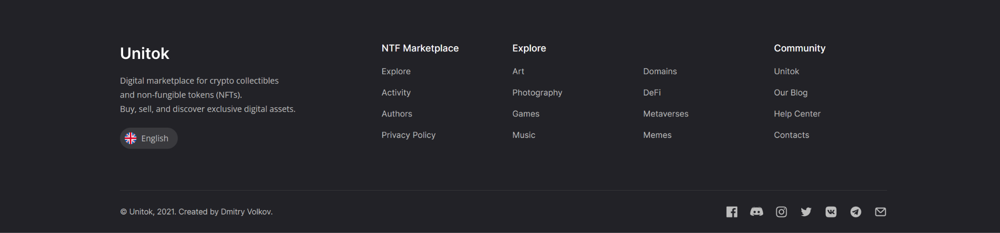 Unitok
Digital marketplace for crypto collectibles
and non-fungible tokens (NFTs).
Buy, sell, and discover exclusive digital assets.
English
NTF Marketplace
Explore
Activity
Authors
Privacy Policy
Explore
Art
Photography
Games
Music
Domains
DeFi
Metaverses
Memes
Community
Unitok
Our Blog
Help Center
Contacts
© Unitok, 2021. Created by Dmitry Volkov.